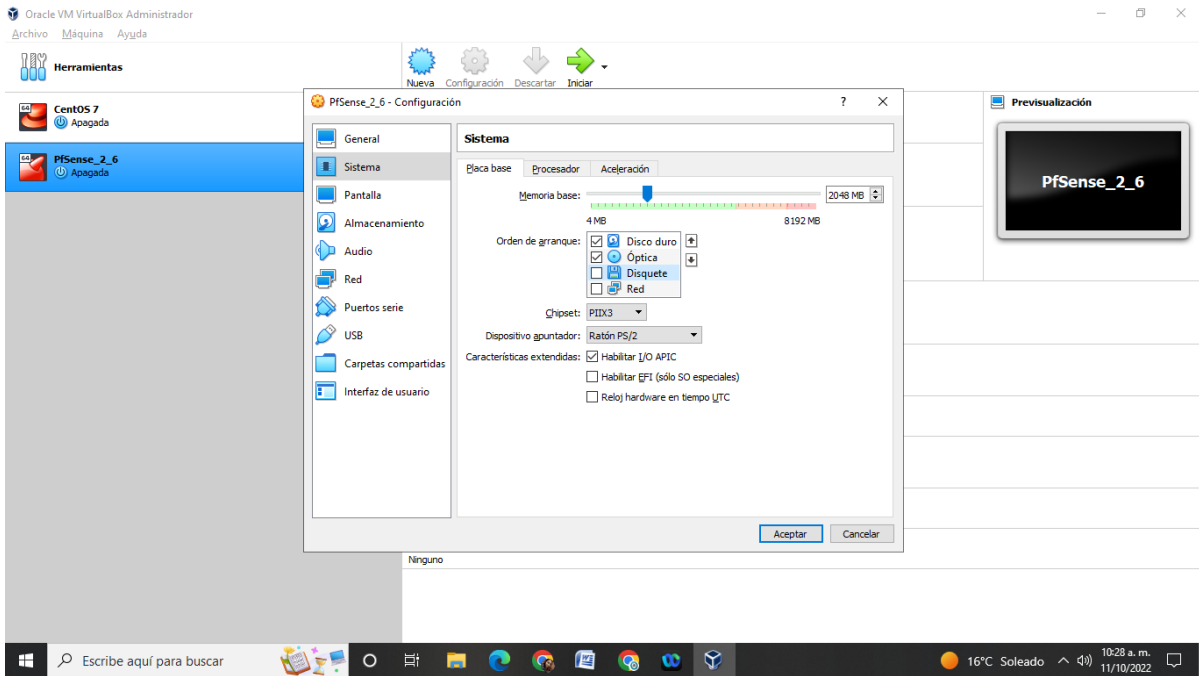 Oracle VM VirtualBox Administrador
Archivo Máquina Ayuda
Herramientas
Nueva Configuración Descartar Iniciar
64 CentOS 7
Apagada
64 PfSense_2_6
Apagada
Previsualización
PfSense_2_6
PfSense_2_6 - Configuración ?
General
Sistema
Pantalla
Almacenamiento
Audio
Red
Puertos serie
USB
Carpetas compartidas
Interfaz de usuario
Sistema
Placa base Procesador Aceleración
Memoria base: 2048 MB
4 MB 8192 MB
Orden de arranque: Disco duro
Óptica
Disquete
Red
Chipset: PIIX3
Dispositivo apuntador: Ratón PS/2
Características extendidas: Habilitar I/O APIC
Habilitar EFI (sólo SO especiales)
Reloj hardware en tiempo UTC
Aceptar Cancelar
Ninguno
Escribe aquí para buscar
16°C Soleado
10:28 a. m.
11/10/2022